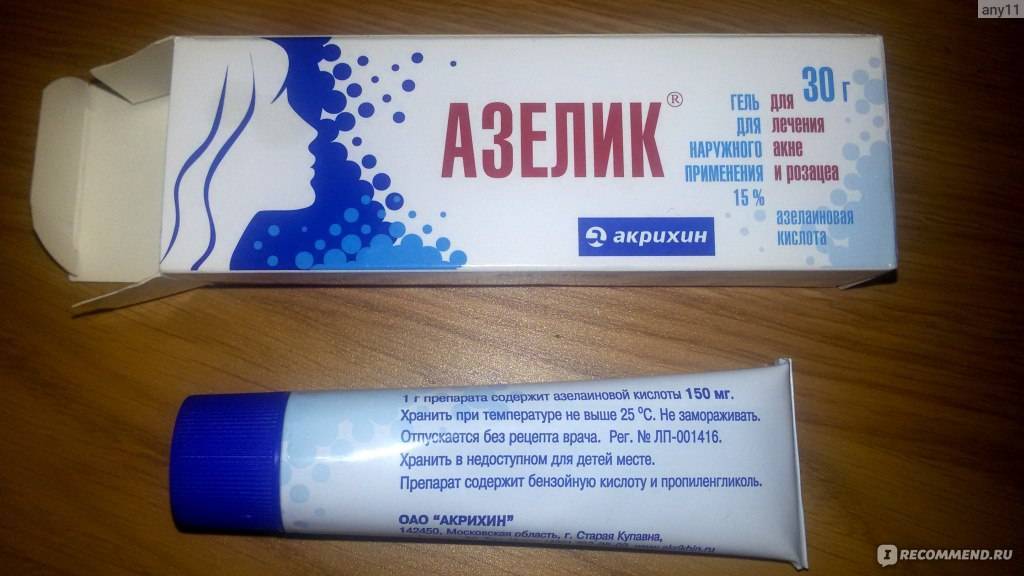 any11
АЗЕЛИК®
30 г
ГЕЛЬ
ДЛЯ
НАРУЖНОГО
ПРИМЕНЕНИЯ
15 %
для
лечения
акне
и розацеа
азелаиновая
кислота
акрихин
1 г препарата содержит азелаиновой кислоты 150 мг.
Хранить при температуре не выше 25 °С. Не замораживать.
Отпускается без рецепта врача. Рег. № ЛП-001416.
Хранить в недоступном для детей месте.
Препарат содержит бензойную кислоту и пропиленгликоль.
ОАО "АКРИХИН"
142450, Московская область, г. Старая Купавна,
IRECOMMEND.RU